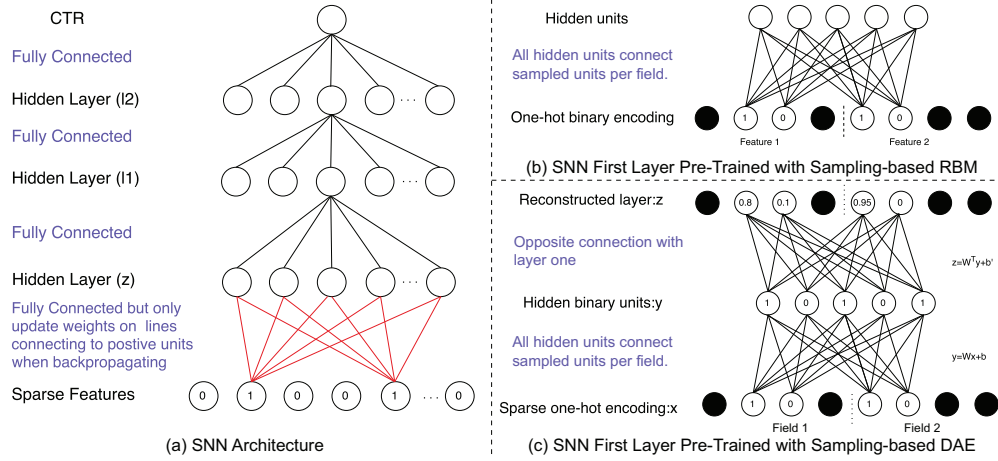 CTR
Fully Connected
Hidden Layer (l2)
...
Fully Connected
Hidden Layer (l1)
...
Fully Connected
Hidden Layer (z)
...
Fully Connected but only
update weights on lines
connecting to postive units
when backpropagating
Sparse Features
0 1 0 0 1 ... 0
(a) SNN Architecture
Hidden units
All hidden units connect
sampled units per field.
One-hot binary encoding
1 0 1 0
Feature 1 Feature 2
(b) SNN First Layer Pre-Trained with Sampling-based RBM
Reconstructed layer:z
0.8 0.1 0.95 0
Opposite connection with
layer one
z=W^T y+b'
Hidden binary units:y
1 0 1 0 1
All hidden units connect
sampled units per field.
y=Wx+b
Sparse one-hot encoding:x
1 0 1 0
Field 1 Field 2
(c) SNN First Layer Pre-Trained with Sampling-based DAE